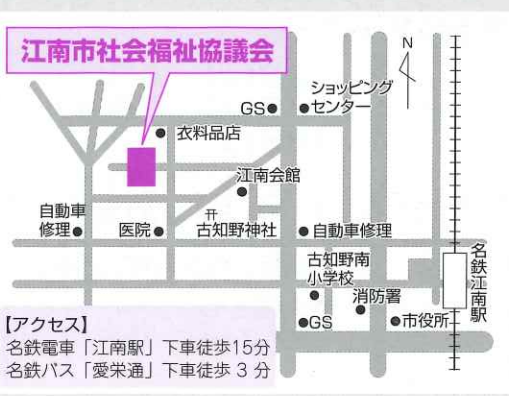 江南市社会福祉協議会
N
ショッピング
センター
GS
衣料品店
江南会館
自動車
修理
医院
古知野神社
自動車修理
古知野南
小学校
消防署
GS
市役所
名鉄江南駅
【アクセス】
名鉄電車「江南駅」下車徒歩15分
名鉄バス「愛栄通」下車徒歩 3 分